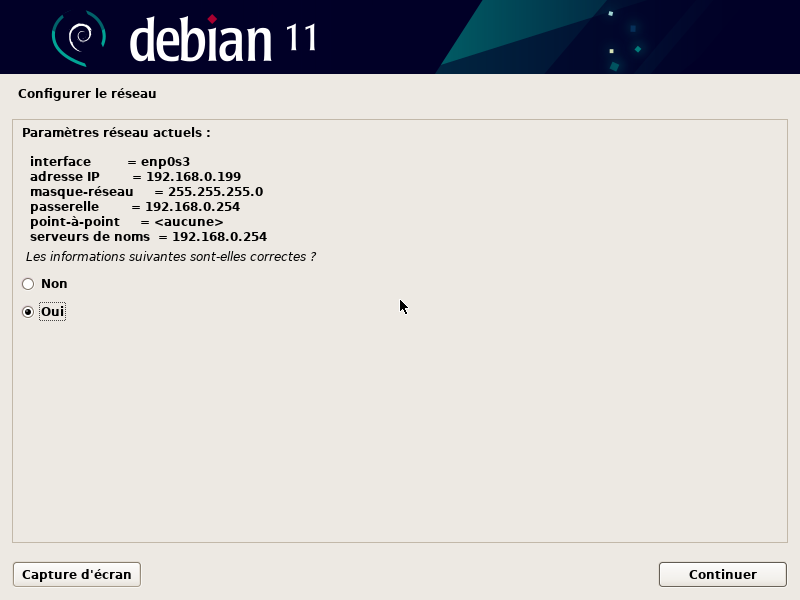 debian 11
Configurer le réseau
Paramètres réseau actuels :
interface = enp0s3
adresse IP = 192.168.0.199
masque-réseau = 255.255.255.0
passerelle = 192.168.0.254
point-à-point = <aucune>
serveurs de noms = 192.168.0.254
Les informations suivantes sont-elles correctes ?
Non
Oui
Capture d'écran
Continuer